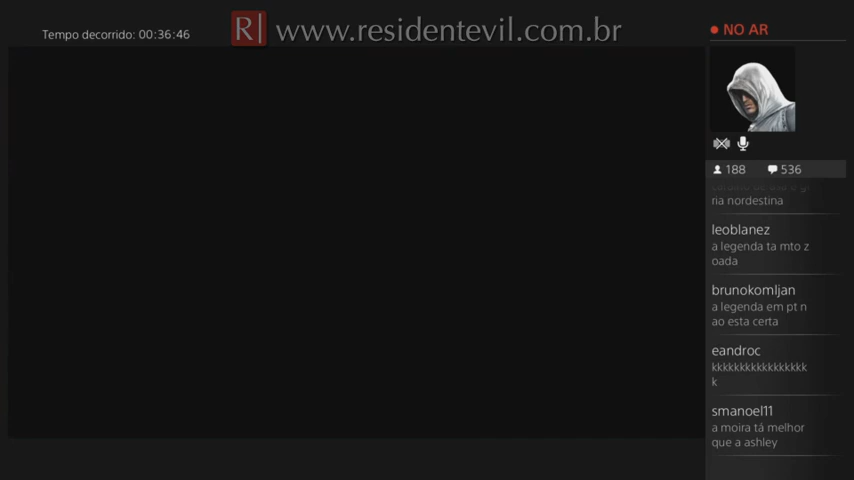 Tempo decorrido: 00:36:46
R| www.residentevil.com.br
NO AR
188 536
ria nordestina
leoblanez
a legenda ta mto z
oada
brunokomljan
a legenda em pt n
ao esta certa
eandroc
kkkkkkkkkkkkkkkkk
k
smanoel11
a moira tá melhor
que a ashley